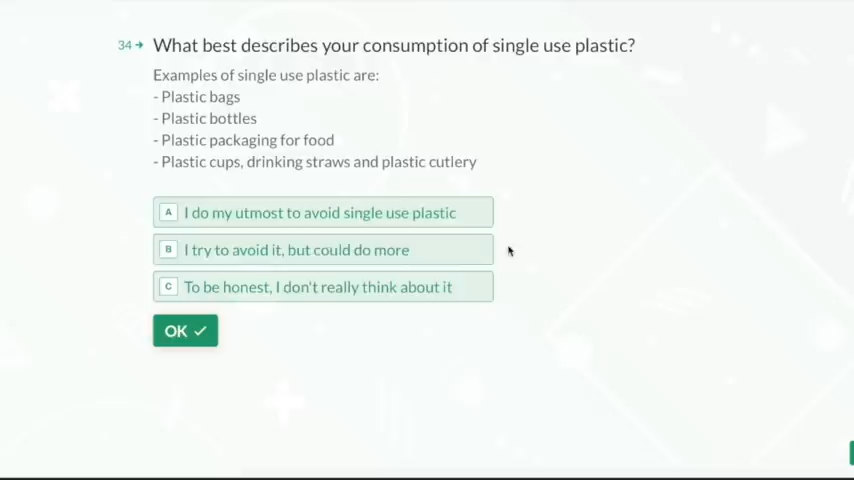 34 What best describes your consumption of single use plastic?
Examples of single use plastic are:
- Plastic bags
- Plastic bottles
- Plastic packaging for food
- Plastic cups, drinking straws and plastic cutlery
A I do my utmost to avoid single use plastic
B I try to avoid it, but could do more
C To be honest, I don't really think about it
OK